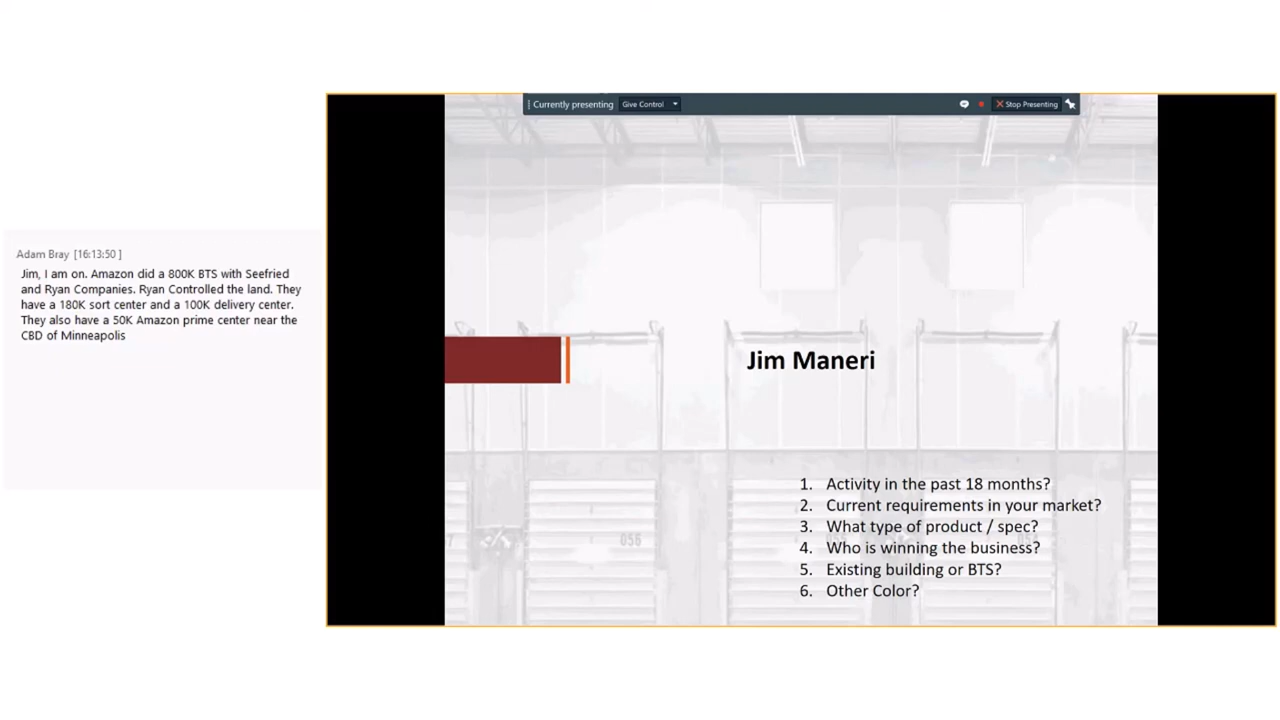 Currently presenting
Give Control
Stop Presenting
Adam Bray [16:13:50 ]
Jim, I am on. Amazon did a 800K BTS with Seefried
and Ryan Companies. Ryan Controlled the land. They
have a 180K sort center and a 100K delivery center.
They also have a 50K Amazon prime center near the
CBD of Minneapolis
Jim Maneri
1. Activity in the past 18 months?
2. Current requirements in your market?
3. What type of product / spec?
4. Who is winning the business?
5. Existing building or BTS?
6. Other Color?
056